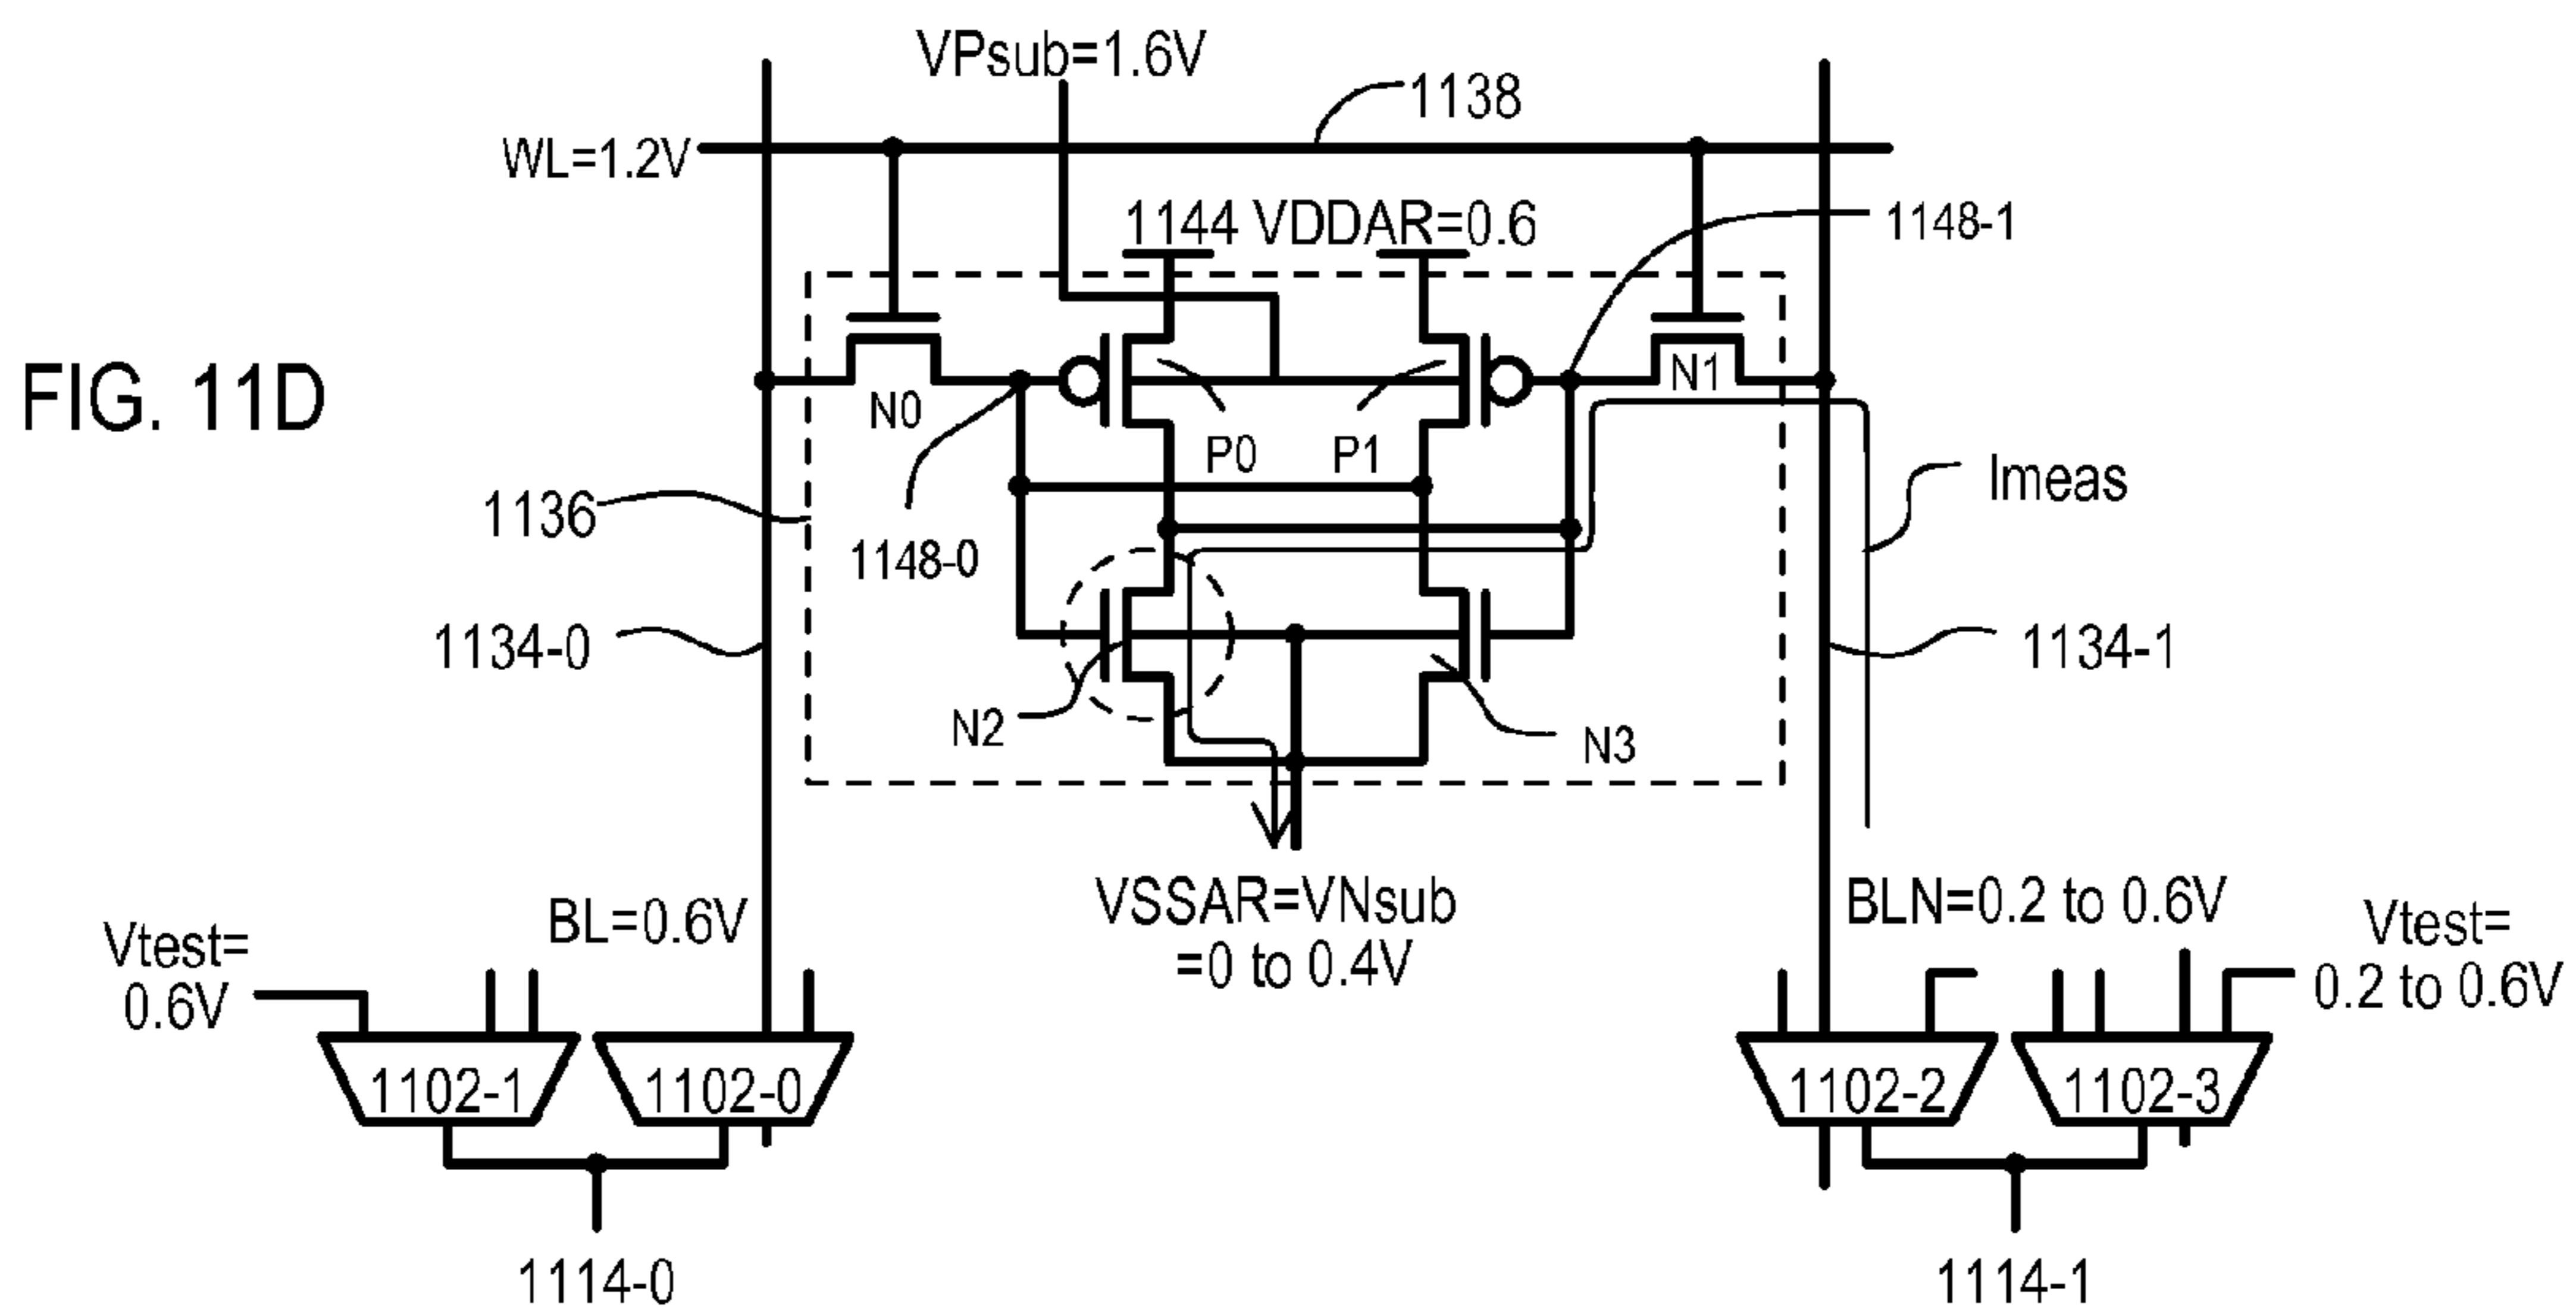 VPsub=1.6V
1138
WL=1.2V
1144 VDDAR=0.6
1148-1
FIG. 11D
N0
N1
P0
P1
Imeas
1136
1148-0
1134-0
1134-1
N2
N3
VSSAR=VNsub
=0 to 0.4V
BL=0.6V
BLN=0.2 to 0.6V
Vtest=
0.6V
Vtest=
0.2 to 0.6V
1102-1
1102-0
1102-2
1102-3
1114-0
1114-1